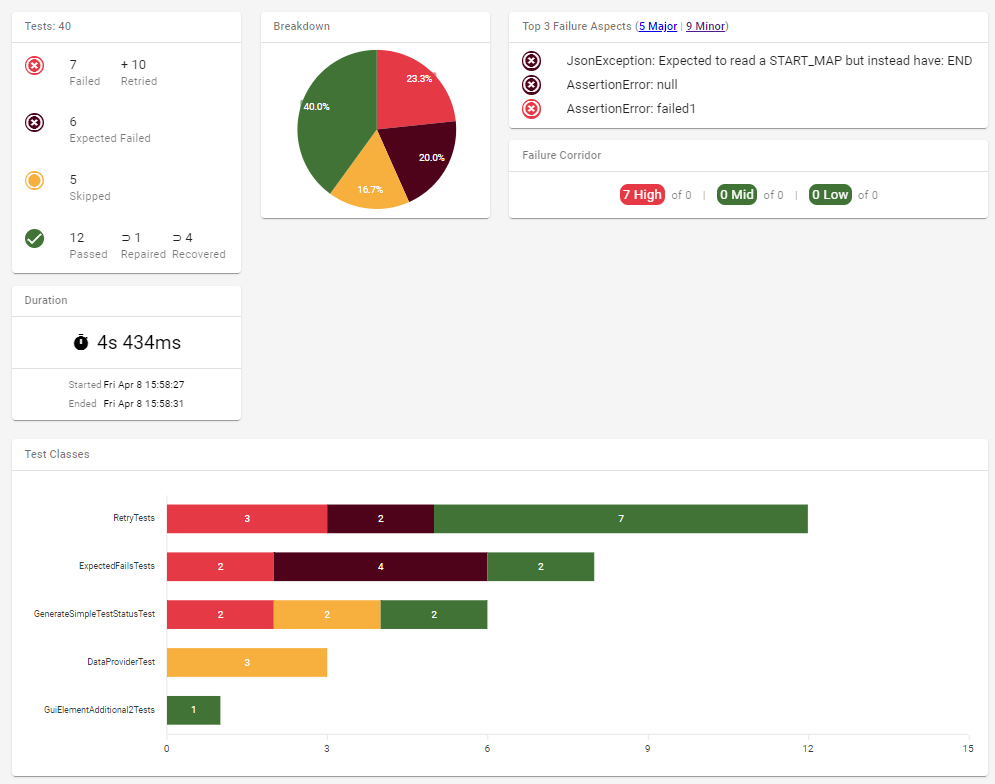 Tests: 40
7
+ 10
Failed
Retried
6
Expected Failed
5
Skipped
12
⊃ 1
⊃ 4
Passed
Repaired
Recovered
Duration
4s 434ms
Started Fri Apr 8 15:58:27
Ended Fri Apr 8 15:58:31
Breakdown
23.3%
40.0%
20.0%
16.7%
Top 3 Failure Aspects (5 Major | 9 Minor)
JsonException: Expected to read a START_MAP but instead have: END
AssertionError: null
AssertionError: failed1
Failure Corridor
7 High of 0 | 0 Mid of 0 | 0 Low of 0
Test Classes
RetryTests 3 2 7
ExpectedFailsTests 2 4 2
GenerateSimpleTestStatusTest 2 2 2
DataProviderTest 3
GuiElementAdditional2Tests 1
0 3 6 9 12 15